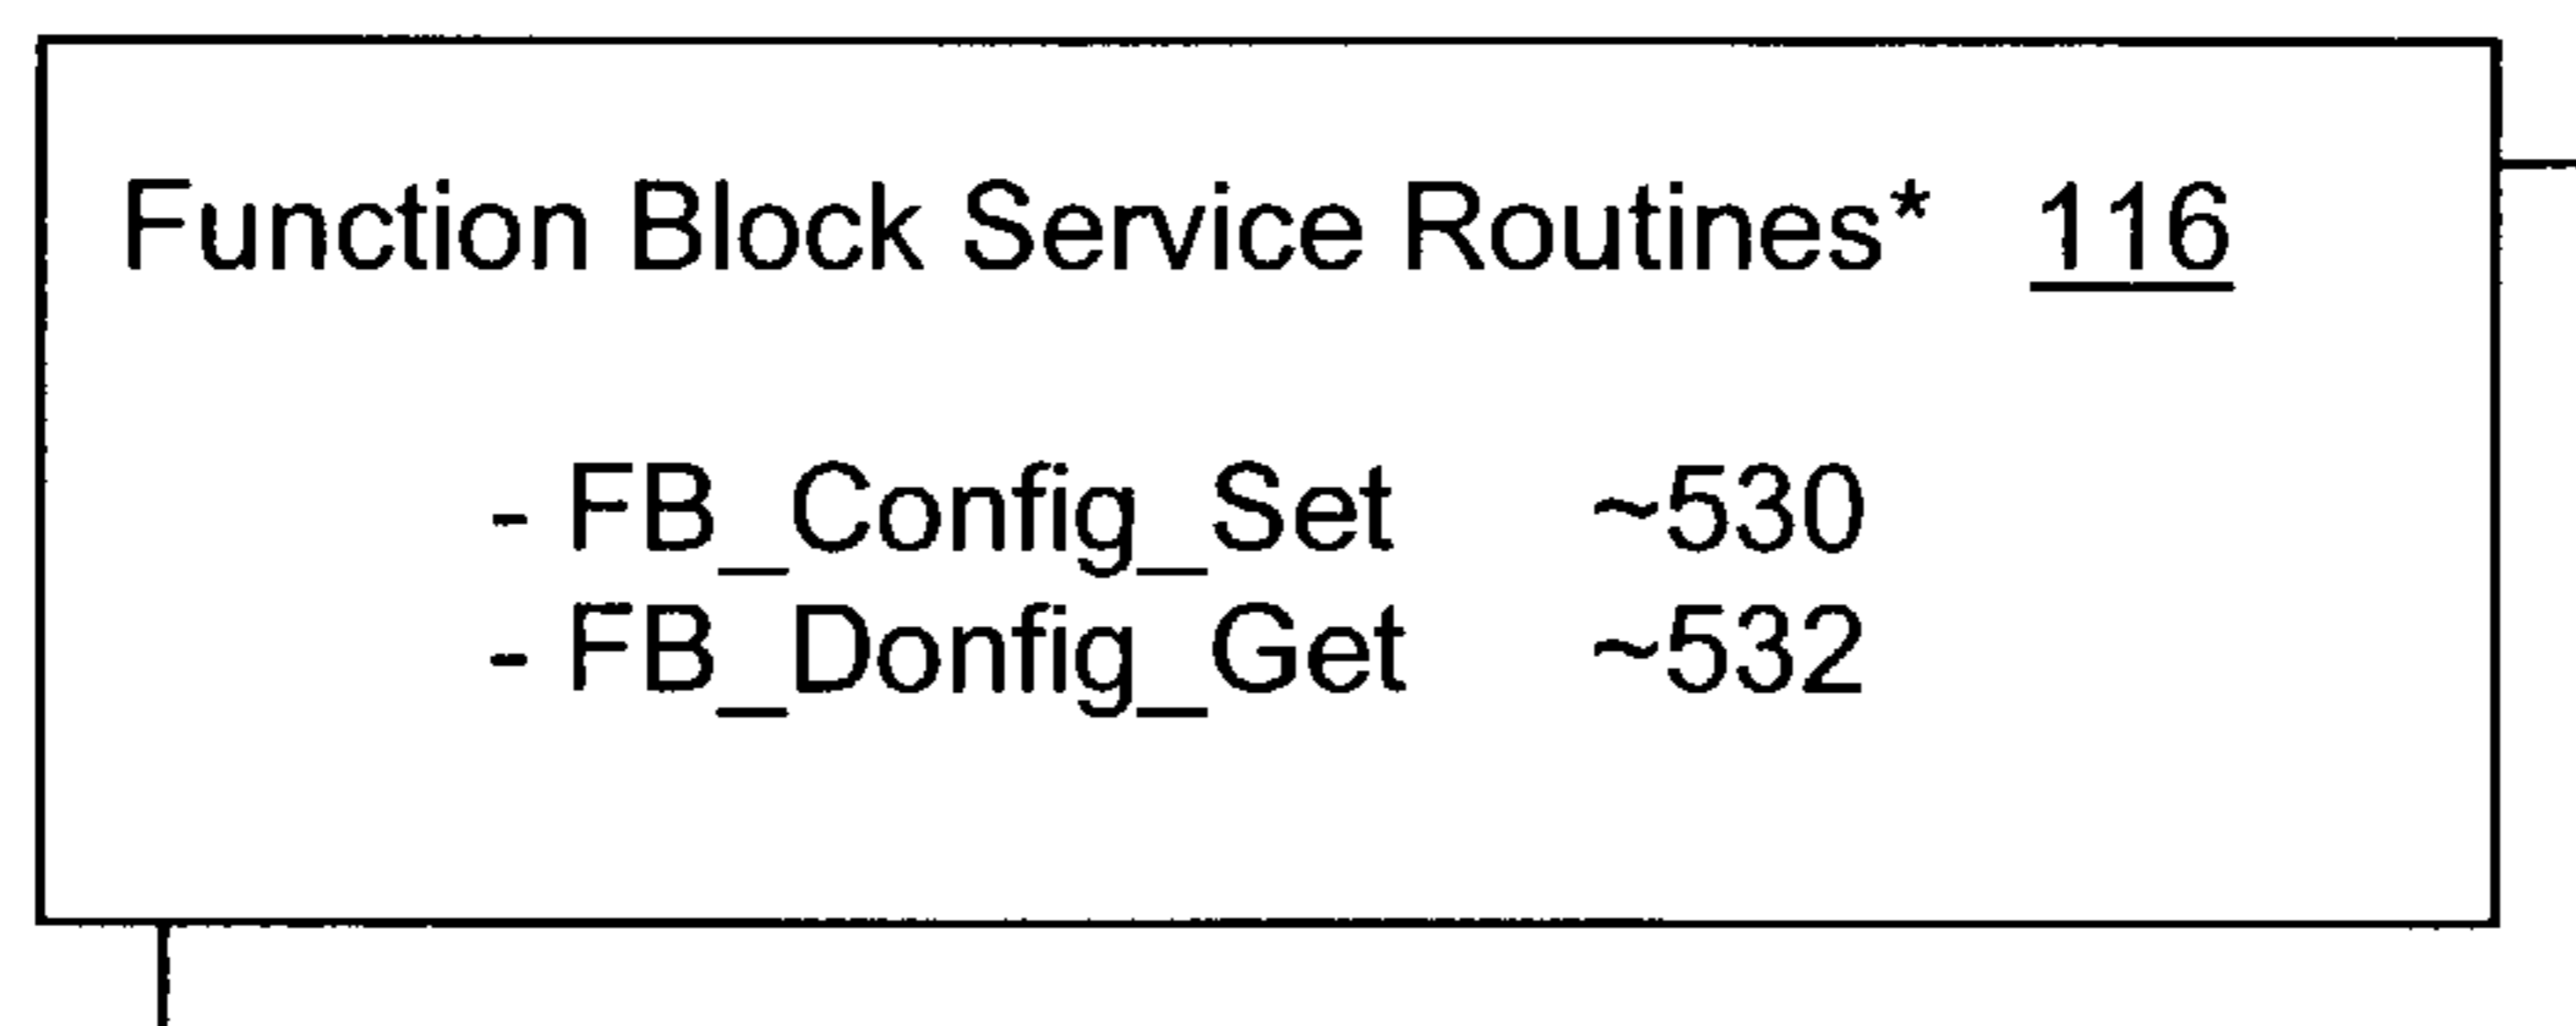 Function Block Service Routines* 116
- FB_Config_Set ~530
- FB_Donfig_Get ~532